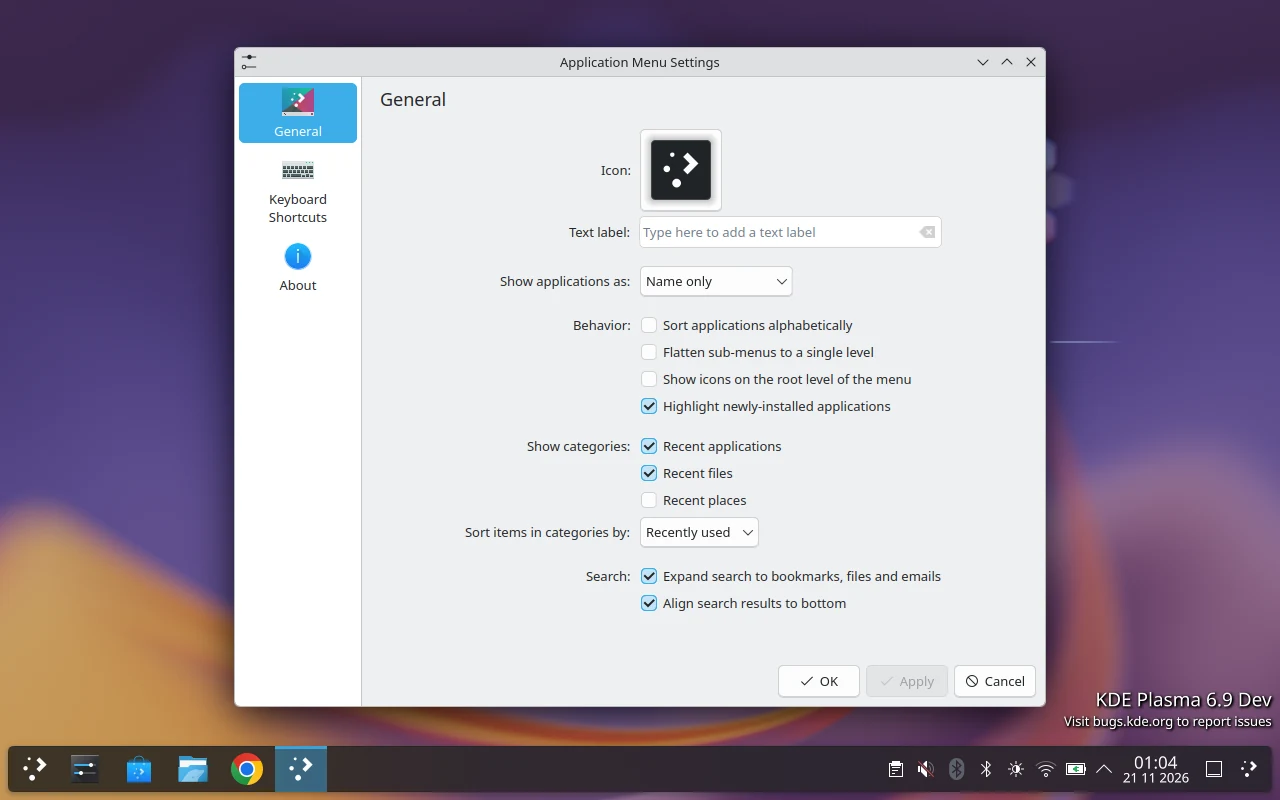 Application Menu Settings
General
Keyboard
Shortcuts
About
General
Icon:
Text label:
Type here to add a text label
Show applications as:
Name only
Behavior:
Sort applications alphabetically
Flatten sub-menus to a single level
Show icons on the root level of the menu
Highlight newly-installed applications
Show categories:
Recent applications
Recent files
Recent places
Sort items in categories by:
Recently used
Search:
Expand search to bookmarks, files and emails
Align search results to bottom
OK
Apply
Cancel
KDE Plasma 6.9 Dev
Visit bugs.kde.org to report issues
01:04
21 11 2026